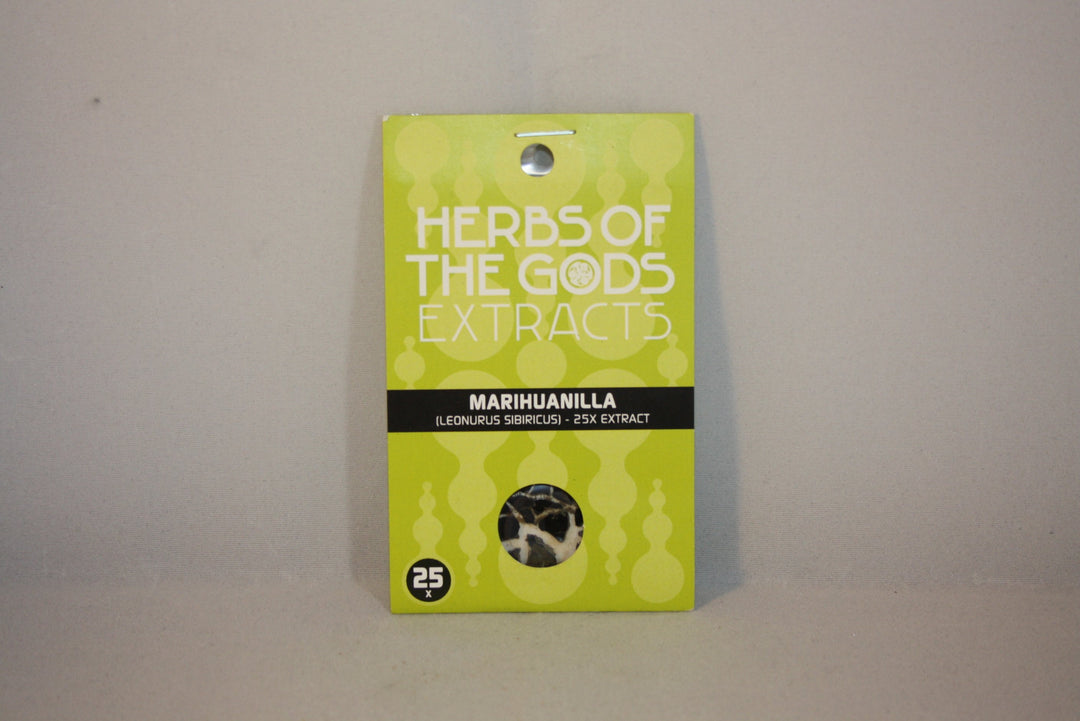 HERBS OF
THE GODS
EXTRACTS
MARIHUANILLA
(LEONURUS SIBIRICUS) - 25X EXTRACT
25
X